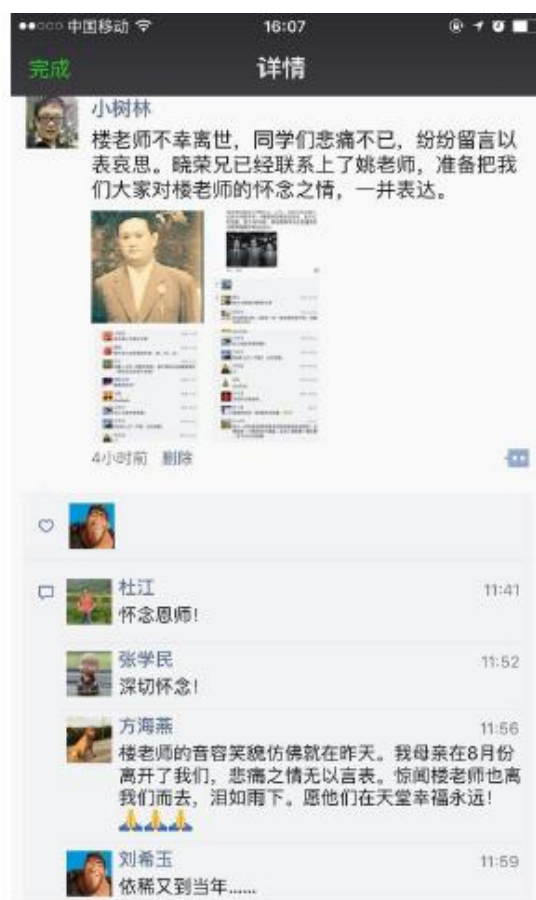 中国移动 16:07
完成 详情
小树林
楼老师不幸离世，同学们悲痛不已，纷纷留言以
表哀思。晓荣兄已经联系上了姚老师，准备把我
们大家对楼老师的怀念之情，一并表达。
4小时前 删除
杜江 11:41
怀念恩师！
张学民 11:52
深切怀念！
方海燕 11:56
楼老师的音容笑貌仿佛就在昨天。我母亲在8月份
离开了我们，悲痛之情无以言表。惊闻楼老师也离
我们而去，泪如雨下。愿他们在天堂幸福永远！
🙏🙏🙏
刘希玉 11:59
依稀又到当年……